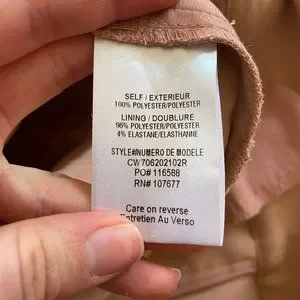 SELF / EXTERIEUR
100% POLYESTER/POLYESTER
LINING / DOUBLURE
96% POLYESTER/POLYESTER
4% ELASTANE/ELASTHANNE
STYLE#NUMERO DE MODELE
CW706202102R
PO# 116588
RN# 107677
Care on reverse
Entretien Au Verso